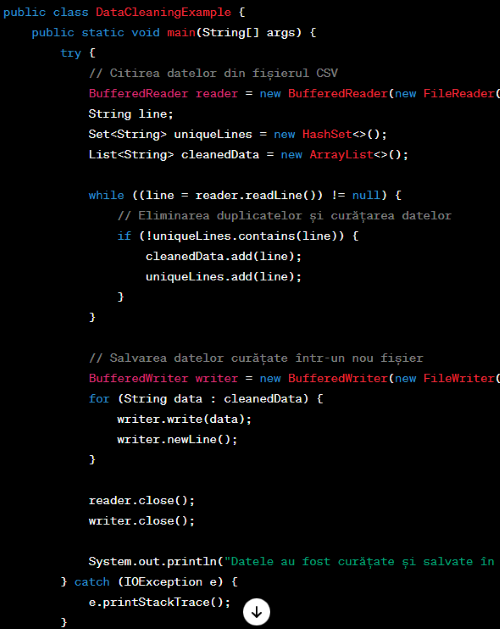 public class DataCleaningExample {
    public static void main(String[] args) {
        try {
            // Citirea datelor din fișierul CSV
            BufferedReader reader = new BufferedReader(new FileReader(
            String line;
            Set<String> uniqueLines = new HashSet<>();
            List<String> cleanedData = new ArrayList<>();

            while ((line = reader.readLine()) != null) {
                // Eliminarea duplicatelor și curățarea datelor
                if (!uniqueLines.contains(line)) {
                    cleanedData.add(line);
                    uniqueLines.add(line);
                }
            }

            // Salvarea datelor curățate într-un nou fișier
            BufferedWriter writer = new BufferedWriter(new FileWriter(
            for (String data : cleanedData) {
                writer.write(data);
                writer.newLine();
            }

            reader.close();
            writer.close();

            System.out.println("Datele au fost curățate și salvate în
        } catch (IOException e) {
            e.printStackTrace();
        }